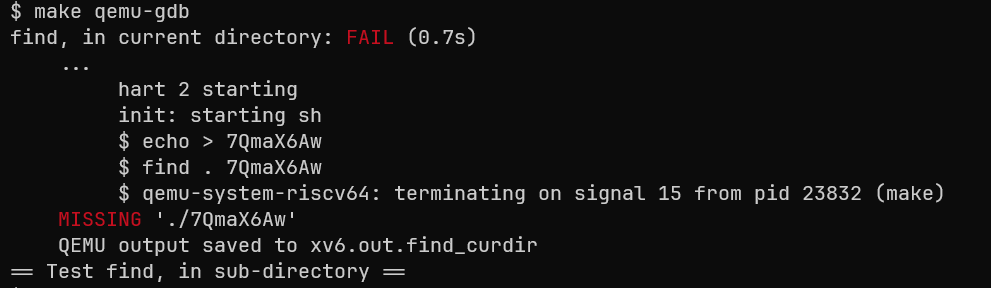 $ make qemu-gdb
find, in current directory: FAIL (0.7s)
...
hart 2 starting
init: starting sh
$ echo > 7QmaX6Aw
$ find . 7QmaX6Aw
$ qemu-system-riscv64: terminating on signal 15 from pid 23832 (make)
MISSING './7QmaX6Aw'
QEMU output saved to xv6.out.find_curdir
== Test find, in sub-directory ==